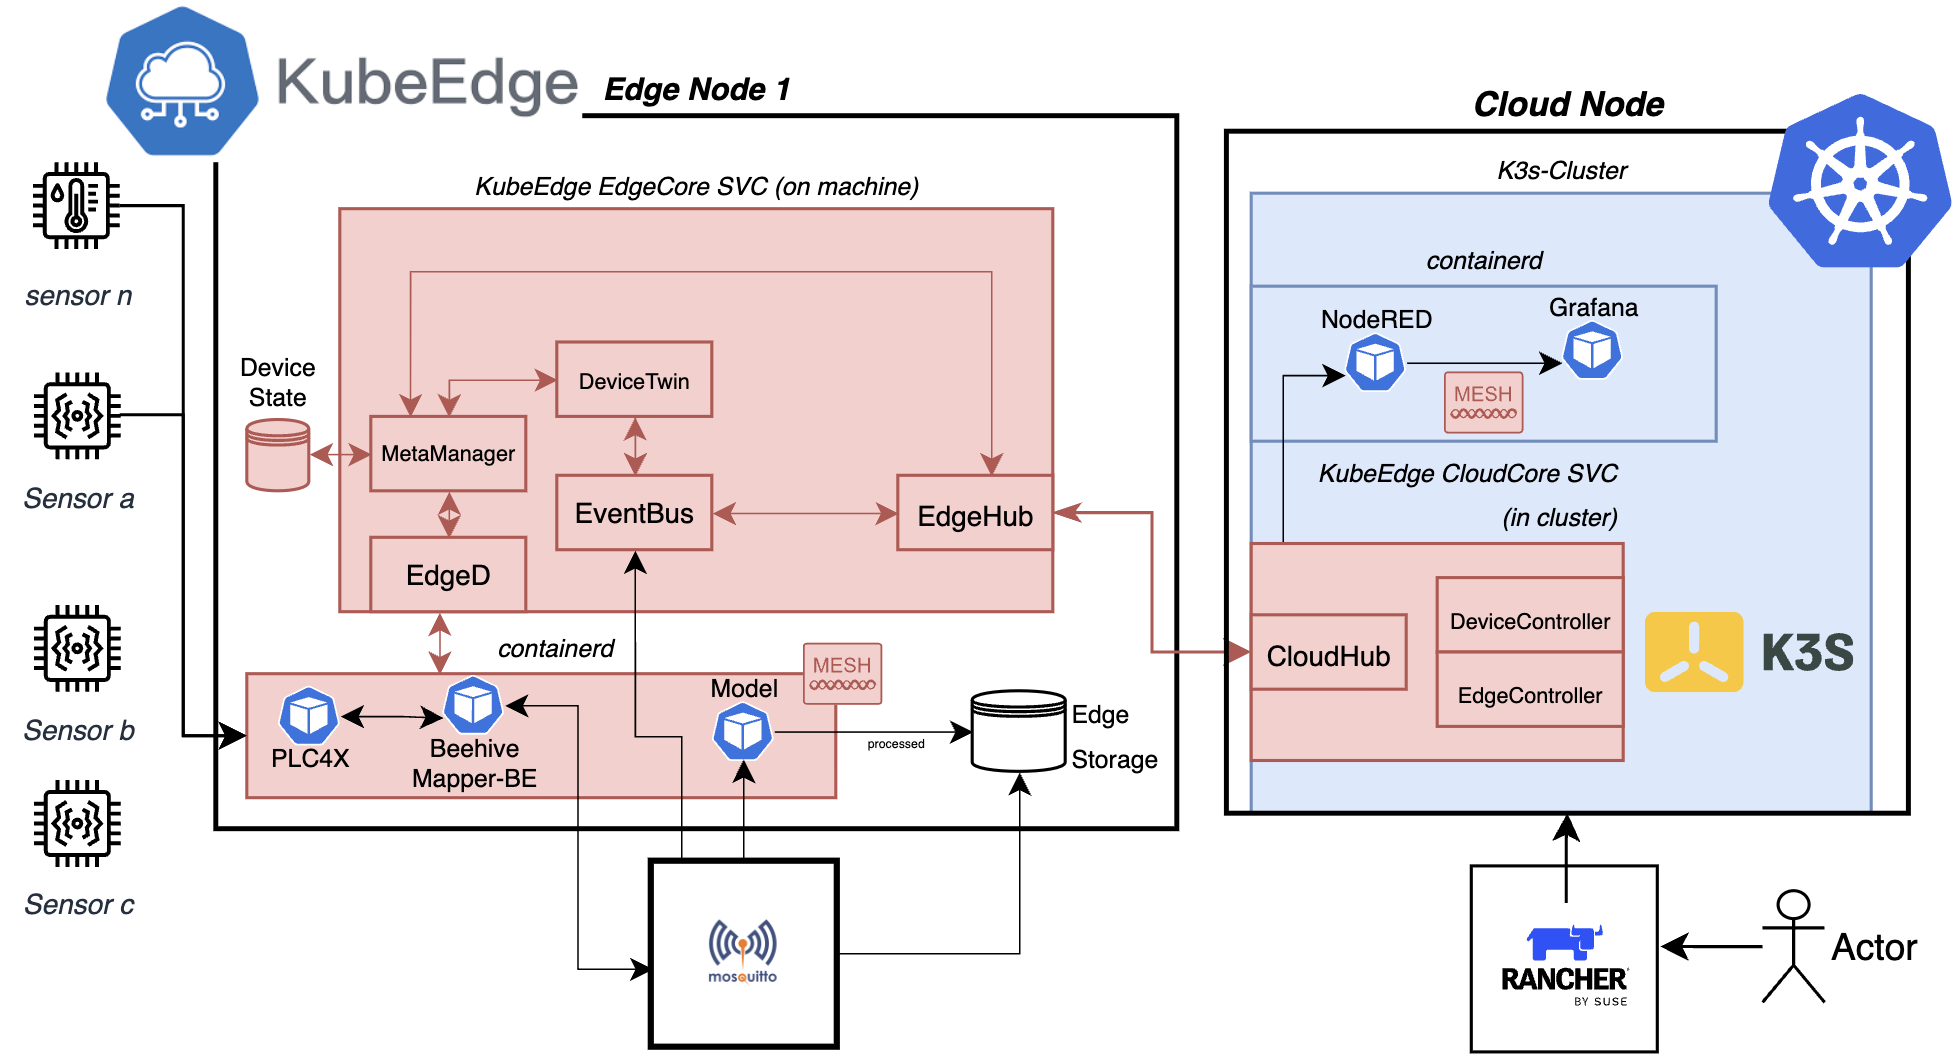 KubeEdge
Edge Node 1
Cloud Node
KubeEdge EdgeCore SVC (on machine)
K3s-Cluster
sensor n
Sensor a
Sensor b
Sensor c
Device
State
DeviceTwin
MetaManager
EventBus
EdgeHub
EdgeD
containerd
MESH
PLC4X
Beehive
Mapper-BE
Model
processed
Edge
Storage
mosquitto
containerd
NodeRED
Grafana
MESH
KubeEdge CloudCore SVC
(in cluster)
CloudHub
DeviceController
EdgeController
K3S
RANCHER
BY SUSE
Actor